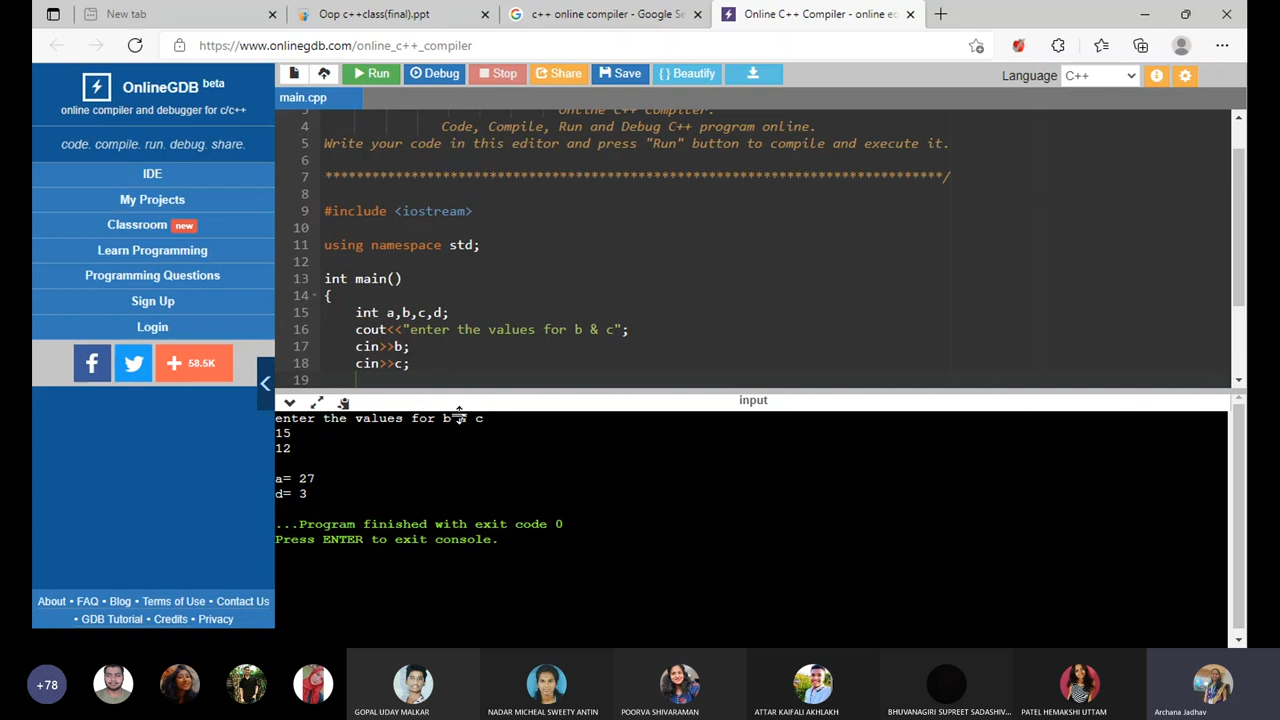 New tab
Oop c++class(final).ppt
c++ online compiler - Google Se
Online C++ Compiler - online ed
https://www.onlinegdb.com/online_c++_compiler
OnlineGDB beta
online compiler and debugger for c/c++
code. compile. run. debug. share.
IDE
My Projects
Classroom new
Learn Programming
Programming Questions
Sign Up
Login
58.5K
About • FAQ • Blog • Terms of Use • Contact Us
• GDB Tutorial • Credits • Privacy
Run Debug Stop Share Save { } Beautify
Language C++
main.cpp
3 Online C++ Compiler.
4 Code, Compile, Run and Debug C++ program online.
5 Write your code in this editor and press "Run" button to compile and execute it.
6
7 *******************************************************************************/
8
9 #include <iostream>
10
11 using namespace std;
12
13 int main()
14 {
15 int a,b,c,d;
16 cout<<"enter the values for b & c";
17 cin>>b;
18 cin>>c;
19
input
enter the values for b & c
15
12
a= 27
d= 3
...Program finished with exit code 0
Press ENTER to exit console.
+78
GOPAL UDAY MALKAR
NADAR MICHEAL SWEETY ANTIN
POORVA SHIVARAMAN
ATTAR KAIFALI AKHLAKH
BHUVANAGIRI SUPREET SADASHIV...
PATEL HEMAKSHI UTTAM
Archana Jadhav